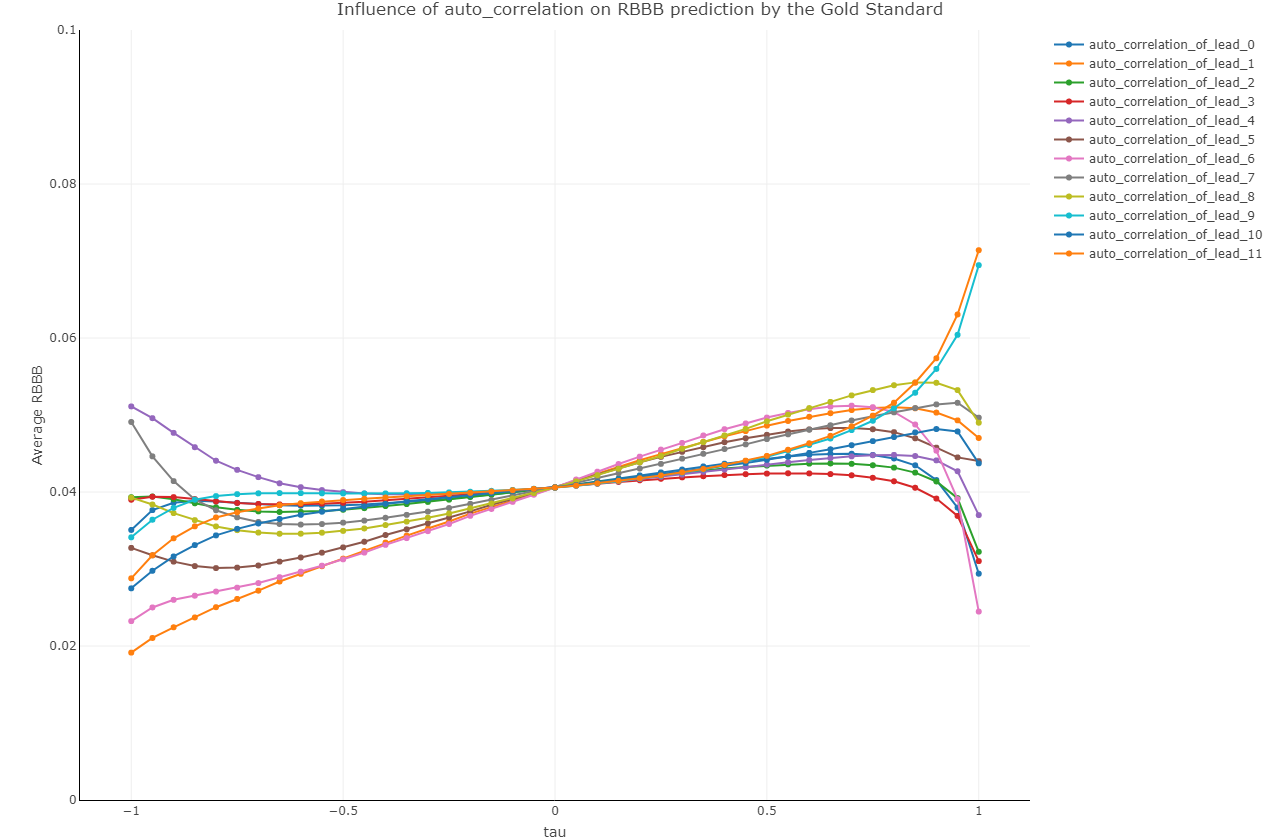 Influence of auto_correlation on RBBB prediction by the Gold Standard
0.1
0.08
0.06
0.04
0.02
0
Average RBBB
−1
−0.5
0
0.5
1
tau
auto_correlation_of_lead_0
auto_correlation_of_lead_1
auto_correlation_of_lead_2
auto_correlation_of_lead_3
auto_correlation_of_lead_4
auto_correlation_of_lead_5
auto_correlation_of_lead_6
auto_correlation_of_lead_7
auto_correlation_of_lead_8
auto_correlation_of_lead_9
auto_correlation_of_lead_10
auto_correlation_of_lead_11